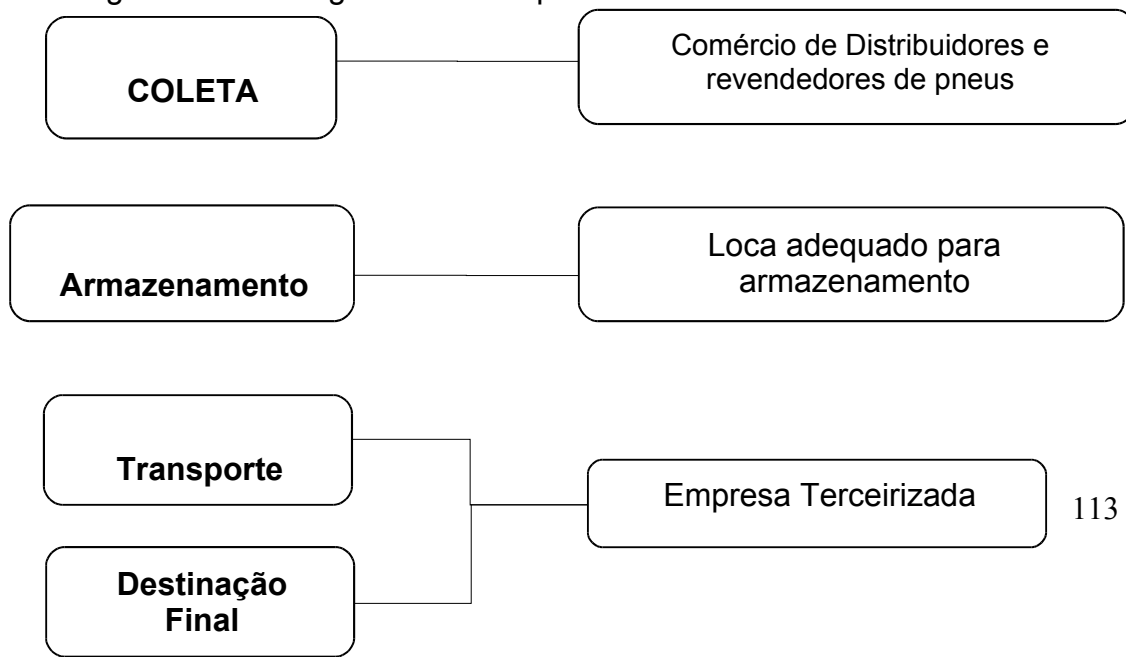 COLETA
Comércio de Distribuidores e
revendedores de pneus
Armazenamento
Loca adequado para
armazenamento
Transporte
Empresa Terceirizada
113
Destinação
Final